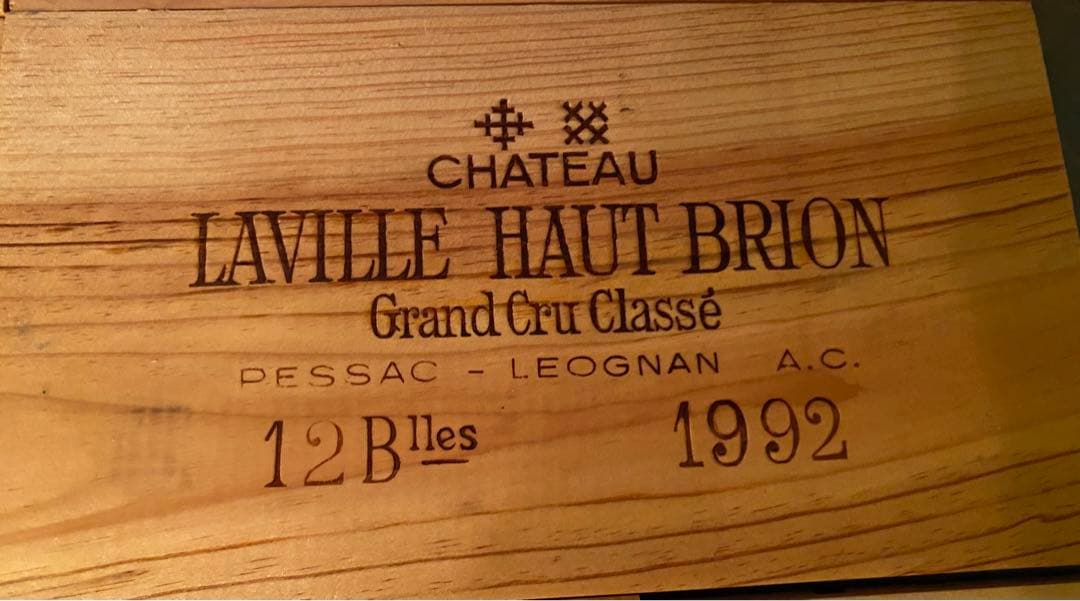 CHATEAU
LAVILLE HAUT BRION
Grand Cru Classé
PESSAC - LEOGNAN A.C.
12 Blles 1992